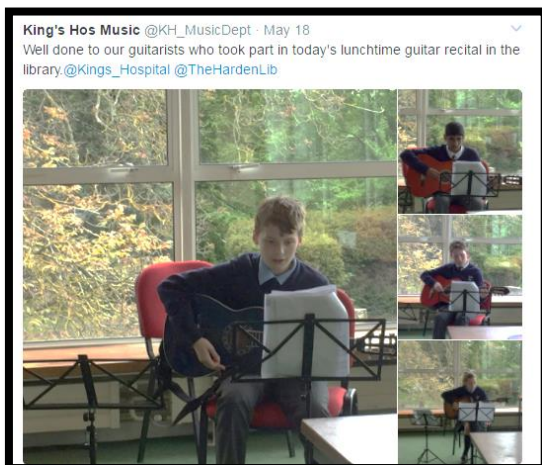 King's Hos Music @KH_MusicDept · May 18
Well done to our guitarists who took part in today's lunchtime guitar recital in the
library.@Kings_Hospital @TheHardenLib